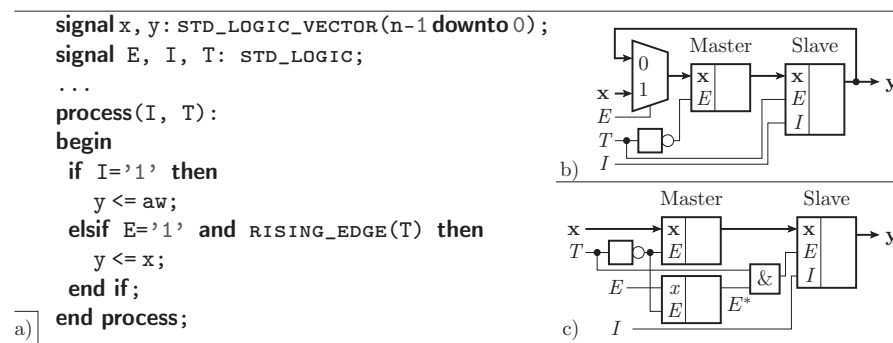 signal x, y: STD_LOGIC_VECTOR(n-1 downto 0);
signal E, I, T: STD_LOGIC;
...
process(I, T):
begin
if I='1' then
y <= aw;
elsif E='1' and RISING_EDGE(T) then
y <= x;
end if;
a) end process;
Master Slave
0
x 1 x E x E I y
E
T
I
b)
Master Slave
x x x y
T E E
E x & I
E E*
c) I